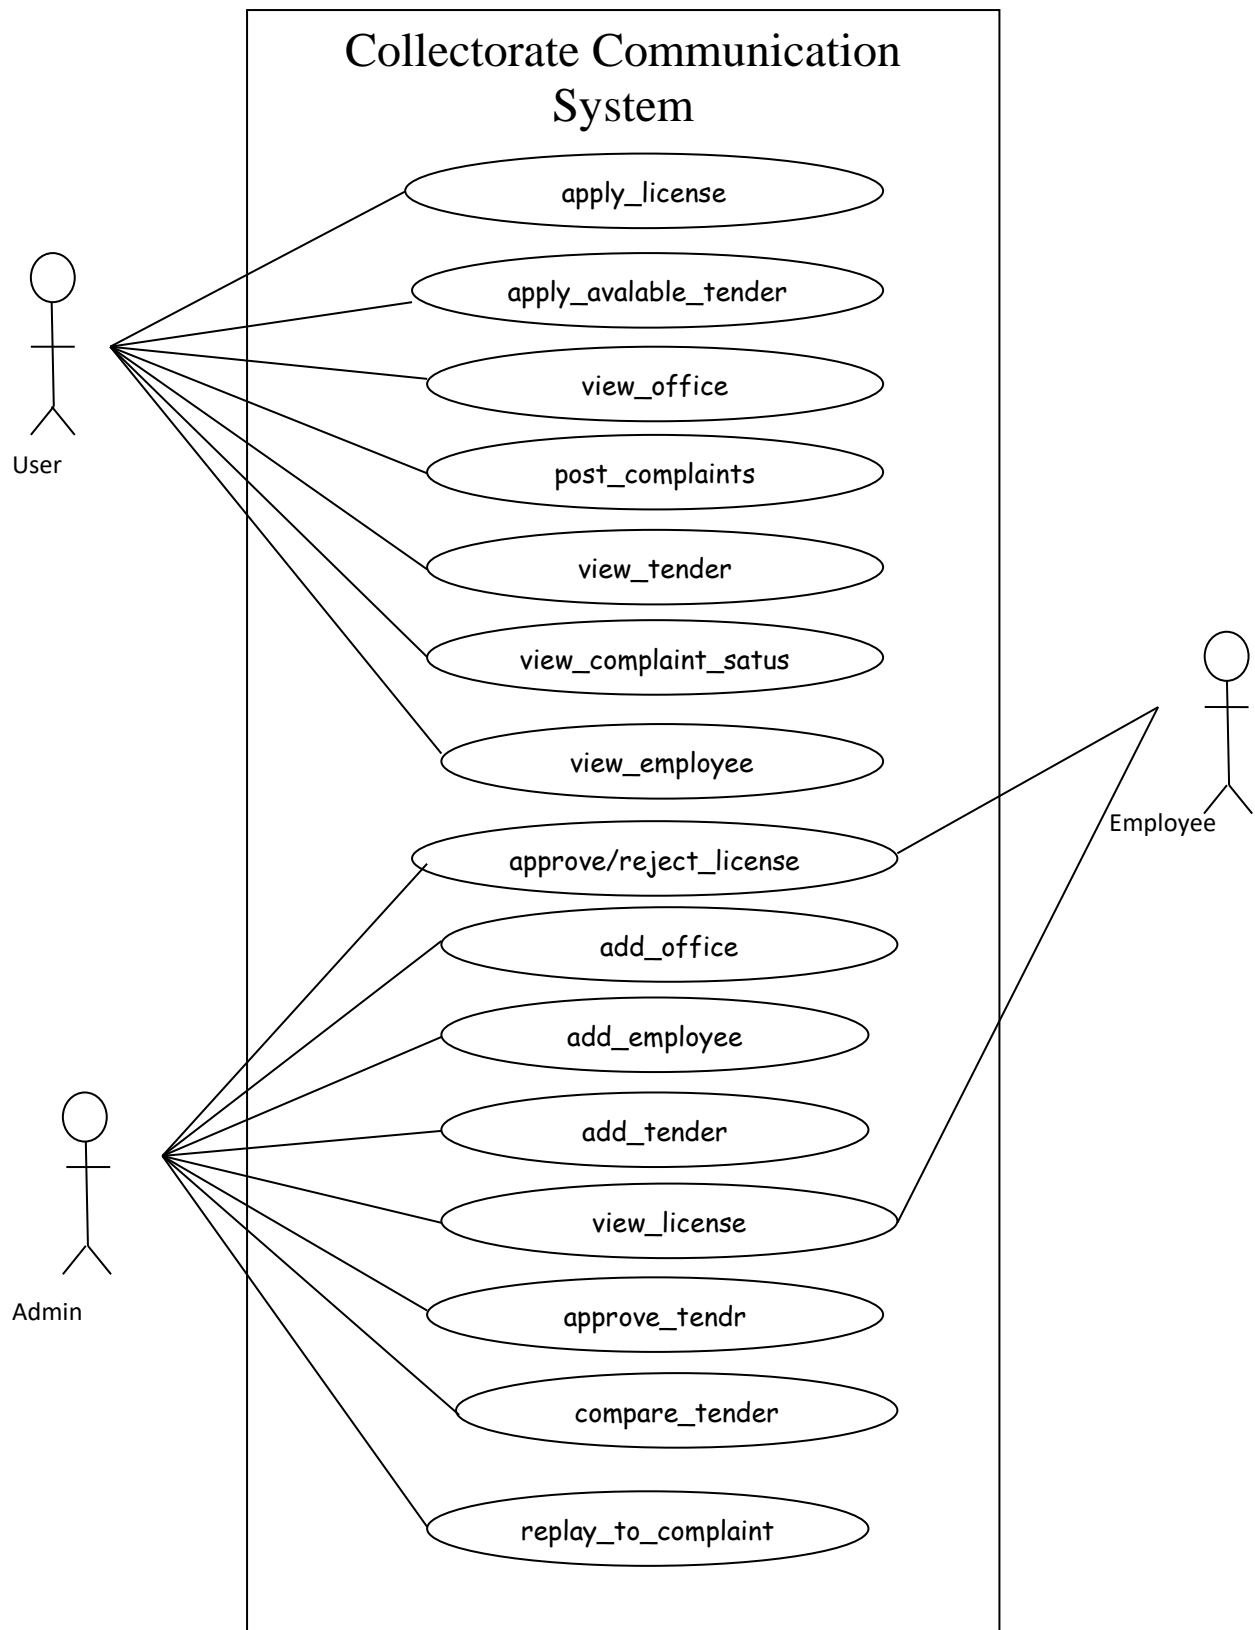 Collectorate Communication
System
apply_license
apply_avalable_tender
view_office
post_complaints
User
view_tender
view_complaint_satus
view_employee
Employee
approve/reject_license
add_office
add_employee
add_tender
view_license
Admin
approve_tendr
compare_tender
replay_to_complaint